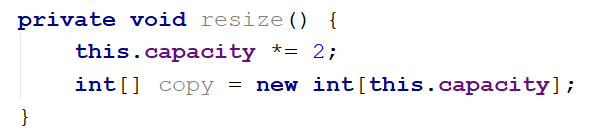 private void resize() {
    this.capacity *= 2;
    int[] copy = new int[this.capacity];
}